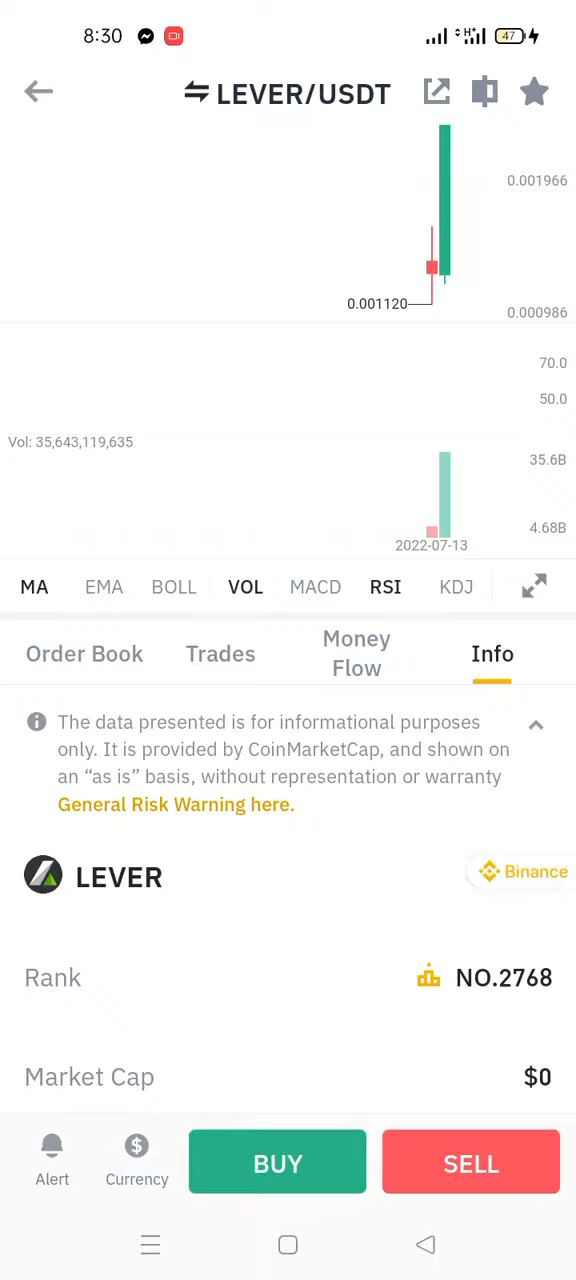 8:30
H+
47
LEVER/USDT
0.001966
0.001120
0.000986
70.0
50.0
Vol: 35,643,119,635
35.6B
4.68B
2022-07-13
MA EMA BOLL VOL MACD RSI KDJ
Order Book Trades Money Flow Info
The data presented is for informational purposes
only. It is provided by CoinMarketCap, and shown on
an “as is” basis, without representation or warranty
General Risk Warning here.
LEVER
Binance
Rank NO.2768
Market Cap $0
Alert Currency BUY SELL